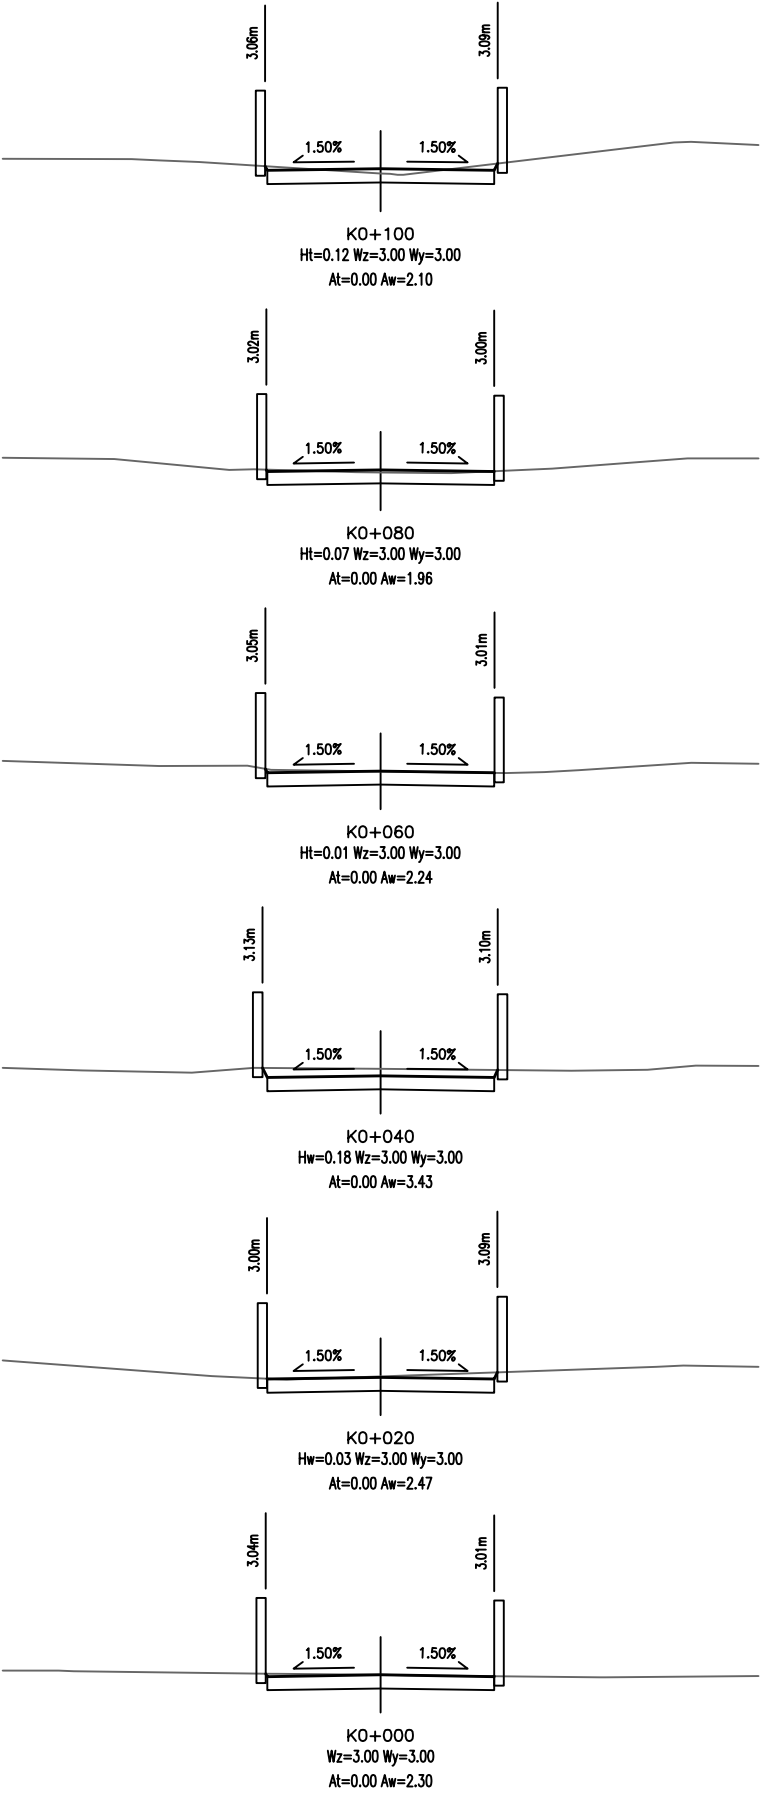 3.06m 3.09m
1.50% 1.50%
K0+100
Ht=0.12 Wz=3.00 Wy=3.00
At=0.00 Aw=2.10
3.02m 3.00m
1.50% 1.50%
K0+080
Ht=0.07 Wz=3.00 Wy=3.00
At=0.00 Aw=1.96
3.05m 3.01m
1.50% 1.50%
K0+060
Ht=0.01 Wz=3.00 Wy=3.00
At=0.00 Aw=2.24
3.13m 3.10m
1.50% 1.50%
K0+040
Hw=0.18 Wz=3.00 Wy=3.00
At=0.00 Aw=3.43
3.00m 3.09m
1.50% 1.50%
K0+020
Hw=0.03 Wz=3.00 Wy=3.00
At=0.00 Aw=2.47
3.04m 3.01m
1.50% 1.50%
K0+000
Wz=3.00 Wy=3.00
At=0.00 Aw=2.30